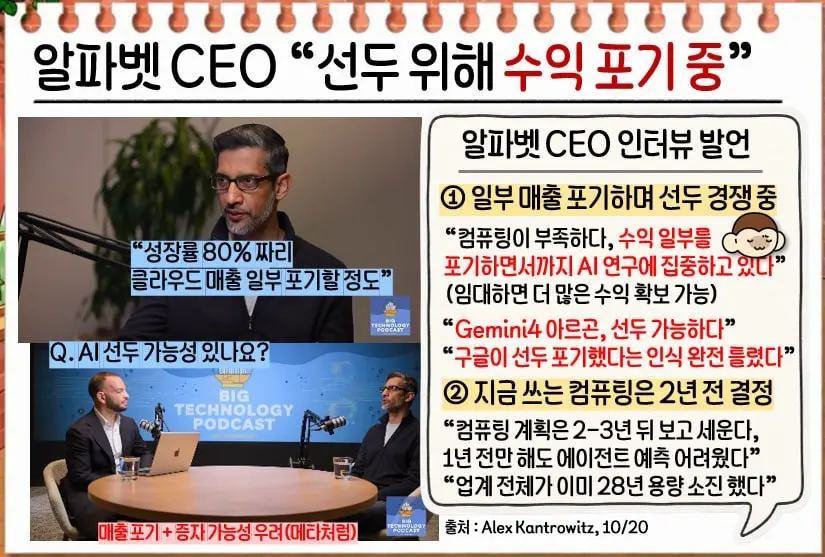 알파벳 CEO “선두 위해 수익 포기 중”
“성장률 80% 짜리
클라우드 매출 일부 포기할 정도”
BIG
TECHNOLOGY
PODCAST
Q. AI 선두 가능성 있나요?
BIG
TECHNOLOGY
PODCAST
BIG
TECHNOLOGY
PODCAST
매출 포기 + 증자 가능성 우려(메타처럼)
알파벳 CEO 인터뷰 발언
① 일부 매출 포기하며 선두 경쟁 중
“컴퓨팅이 부족하다, 수익 일부를
포기하면서까지 AI 연구에 집중하고 있다”
(임대하면 더 많은 수익 확보 가능)
“Gemini4 아르곤, 선두 가능하다”
“구글이 선두 포기했다는 인식 완전 틀렸다”
② 지금 쓰는 컴퓨팅은 2년 전 결정
“컴퓨팅 계획은 2-3년 뒤 보고 세운다,
1년 전만 해도 에이전트 예측 어려웠다”
“업계 전체가 이미 28년 용량 소진 했다”
출처 : Alex Kantrowitz, 10/20